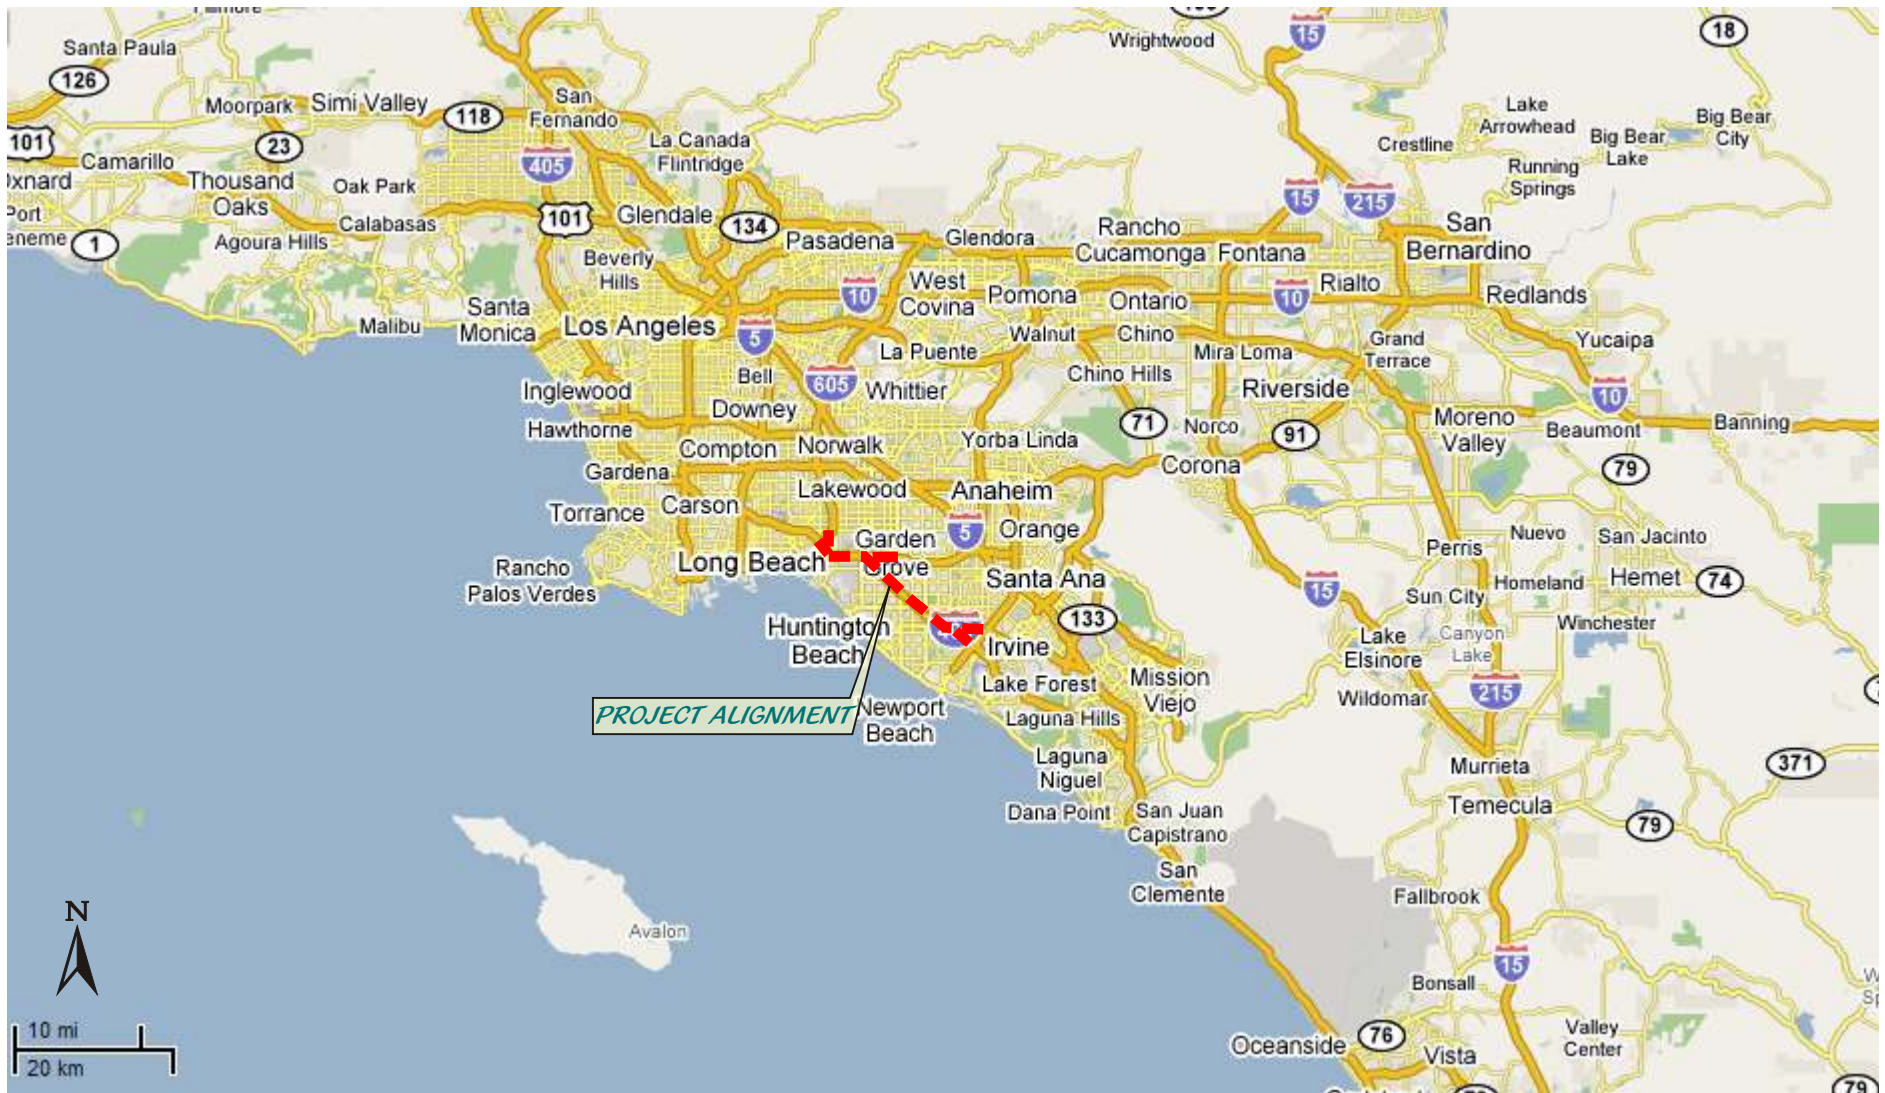 Wrightwood
15
18
Santa Paula
126
Moorpark
Simi Valley
118
San
Fernando
Lake
Arrowhead
Big Bear
City
101
23
Camarillo
405
La Canada
Flintridge
Crestline
Big Bear
Lake
Running
Springs
Thousand
Oaks
Oak Park
Port
1
Calabasas
Agoura Hills
101
Glendale
134
15
215
Beverly
Hills
Pasadena
Glendora
Rancho
Cucamonga
Fontana
San
Bernardino
Santa
Monica
Malibu
Los Angeles
5
10
West
Covina
Pomona
Ontario
10
Rialto
Redlands
Walnut
Chino
La Puente
Mira Loma
Grand
Terrace
Yucaipa
Bell
605
Whittier
Chino Hills
Riverside
10
Inglewood
Hawthorne
Downey
Compton
Norwalk
Yorba Linda
71
Norco
91
Moreno
Valley
Beaumont
Banning
Gardena
Corona
79
Lakewood
Anaheim
Carson
Torrance
5
Orange
Garden
Grove
Nuevo
San Jacinto
Perris
Long Beach
Rancho
Palos Verdes
Santa Ana
15
Homeland
Hemet
74
Sun City
Winchester
Huntington
Beach
133
Irvine
Lake
Elsinore
Canyon
Lake
Lake Forest
Mission
Viejo
Wildomar
215
PROJECT ALIGNMENT
Newport
Beach
Laguna Hills
Laguna
Niguel
Murrieta
371
Temecula
Dana Point
San Juan
Capistrano
79
San
Clemente
Fallbrook
N
Avalon
15
Bonsall
10 mi
20 km
Oceanside
76
Vista
Valley
Center
79